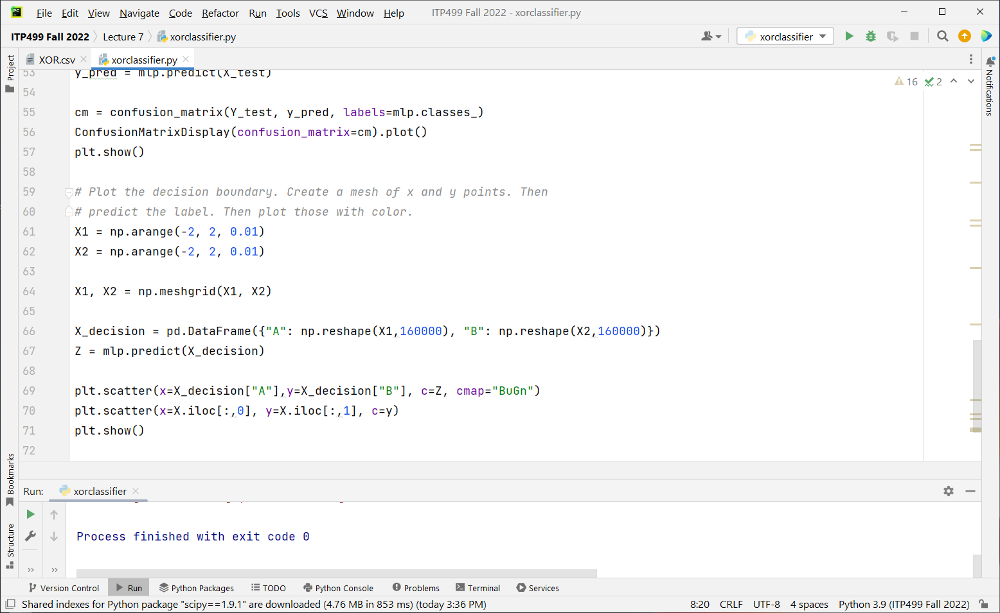 PC
File Edit View Navigate Code Refactor Run Tools VCS Window Help ITP499 Fall 2022 - xorclassifier.py
ITP499 Fall 2022 Lecture 7 xorclassifier.py xorclassifier
Project
XOR.csv xorclassifier.py
Notifications
16 2
53 y_pred = mlp.predict(X_test)
54
55 cm = confusion_matrix(Y_test, y_pred, labels=mlp.classes_)
56 ConfusionMatrixDisplay(confusion_matrix=cm).plot()
57 plt.show()
58
59 # Plot the decision boundary. Create a mesh of x and y points. Then
60 # predict the label. Then plot those with color.
61 X1 = np.arange(-2, 2, 0.01)
62 X2 = np.arange(-2, 2, 0.01)
63
64 X1, X2 = np.meshgrid(X1, X2)
65
66 X_decision = pd.DataFrame({"A": np.reshape(X1,160000), "B": np.reshape(X2,160000)})
67 Z = mlp.predict(X_decision)
68
69 plt.scatter(x=X_decision["A"],y=X_decision["B"], c=Z, cmap="BuGn")
70 plt.scatter(x=X.iloc[:,0], y=X.iloc[:,1], c=y)
71 plt.show()
72
Bookmarks
Structure
Run: xorclassifier
Process finished with exit code 0
Version Control Run Python Packages TODO Python Console Problems Terminal Services
Shared indexes for Python package "scipy==1.9.1" are downloaded (4.76 MB in 853 ms) (today 3:36 PM) 8:20 CRLF UTF-8 4 spaces Python 3.9 (ITP499 Fall 2022)